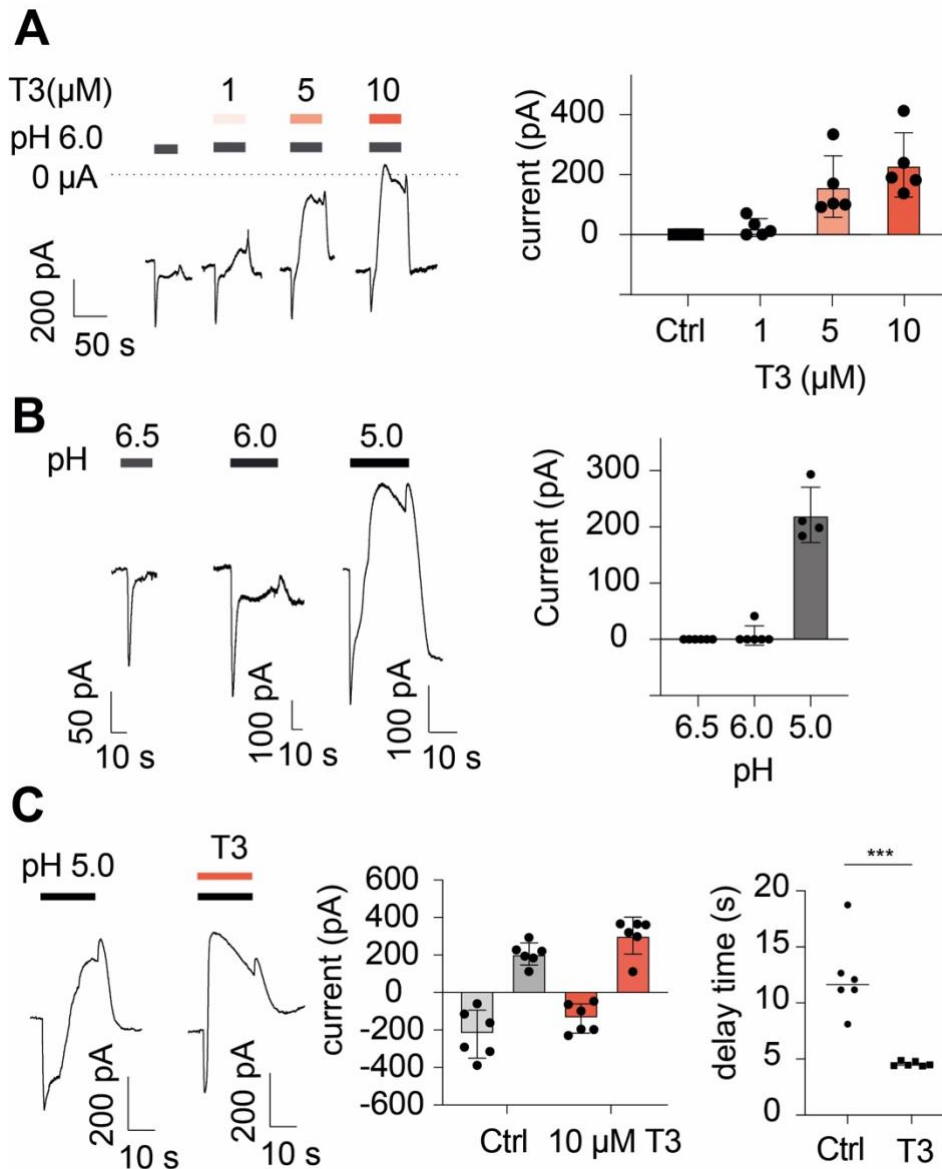 A
T3(µM) 1 5 10
pH 6.0
0 µA
200 pA
50 s
current (pA)
400
200
0
Ctrl 1 5 10
T3 (µM)
B
pH 6.5 6.0 5.0
50 pA
10 s
100 pA
10 s
100 pA
10 s
Current (pA)
300
200
100
0
6.5 6.0 5.0
pH
C
pH 5.0
T3
200 pA
10 s
200 pA
10 s
current (pA)
600
400
200
0
-200
-400
-600
Ctrl 10 µM T3
***
delay time (s)
20
15
10
5
0
Ctrl T3